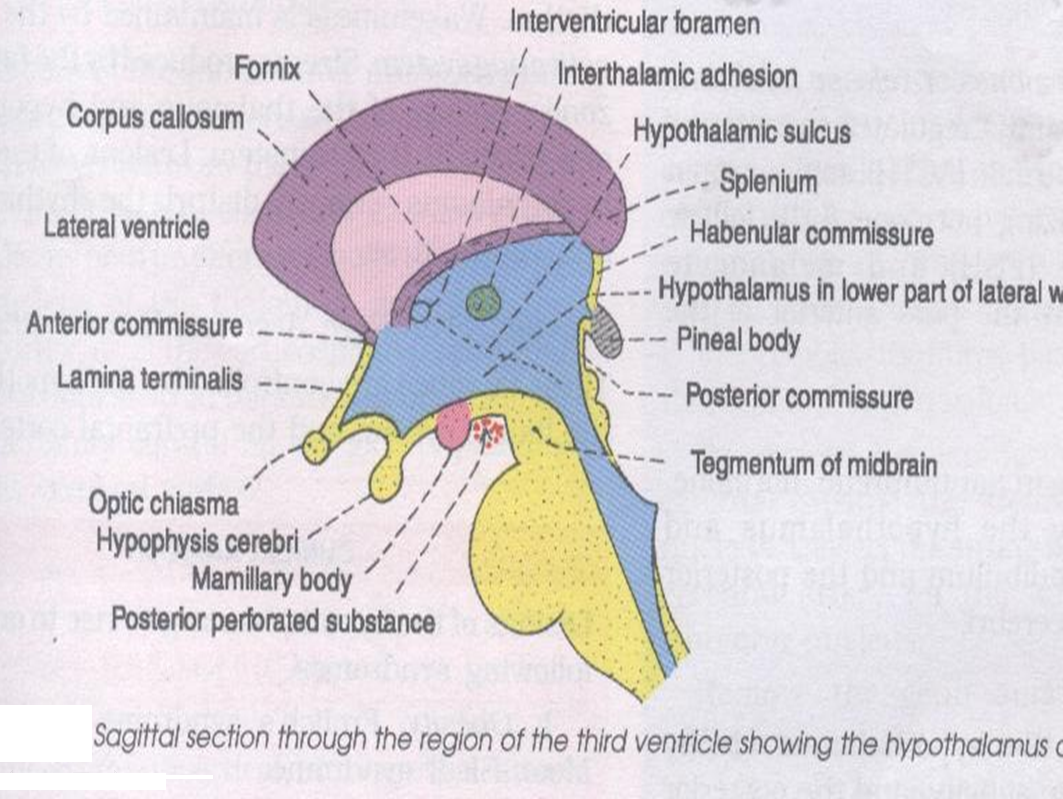 Interventricular foramen
Fornix
Interthalamic adhesion
Corpus callosum
Hypothalamic sulcus
Splenium
Lateral ventricle
Habenular commissure
Hypothalamus in lower part of lateral w
Anterior commissure
Pineal body
Lamina terminalis
Posterior commissure
Tegmentum of midbrain
Optic chiasma
Hypophysis cerebri
Mamillary body
Posterior perforated substance
Sagittal section through the region of the third ventricle showing the hypothalamus